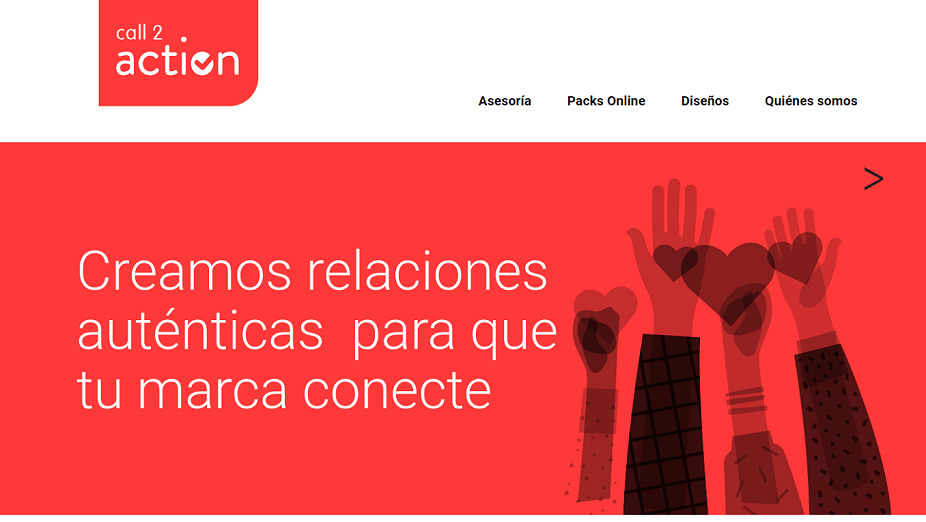 call 2
action
Asesoría Packs Online Diseños Quiénes somos
>
Creamos relaciones
auténticas para que
tu marca conecte